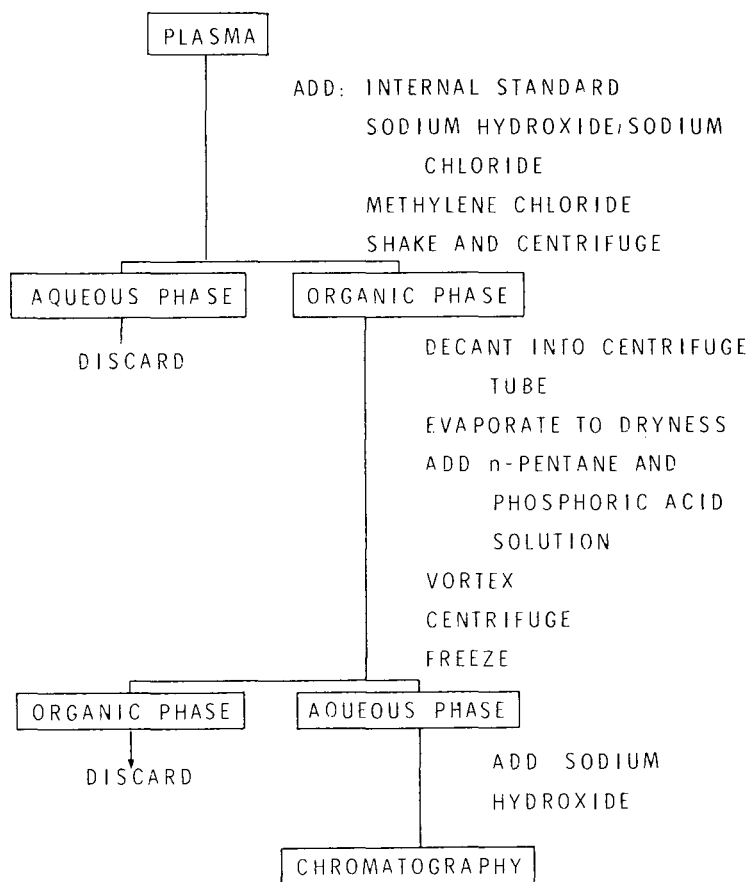 PLASMA
ADD: INTERNAL STANDARD
SODIUM HYDROXIDE/SODIUM
CHLORIDE
METHYLENE CHLORIDE
SHAKE AND CENTRIFUGE
AQUEOUS PHASE
ORGANIC PHASE
DISCARD
DECANT INTO CENTRIFUGE
TUBE
EVAPORATE TO DRYNESS
ADD n-PENTANE AND
PHOSPHORIC ACID
SOLUTION
VORTEX
CENTRIFUGE
FREEZE
ORGANIC PHASE
AQUEOUS PHASE
DISCARD
ADD SODIUM
HYDROXIDE
CHROMATOGRAPHY